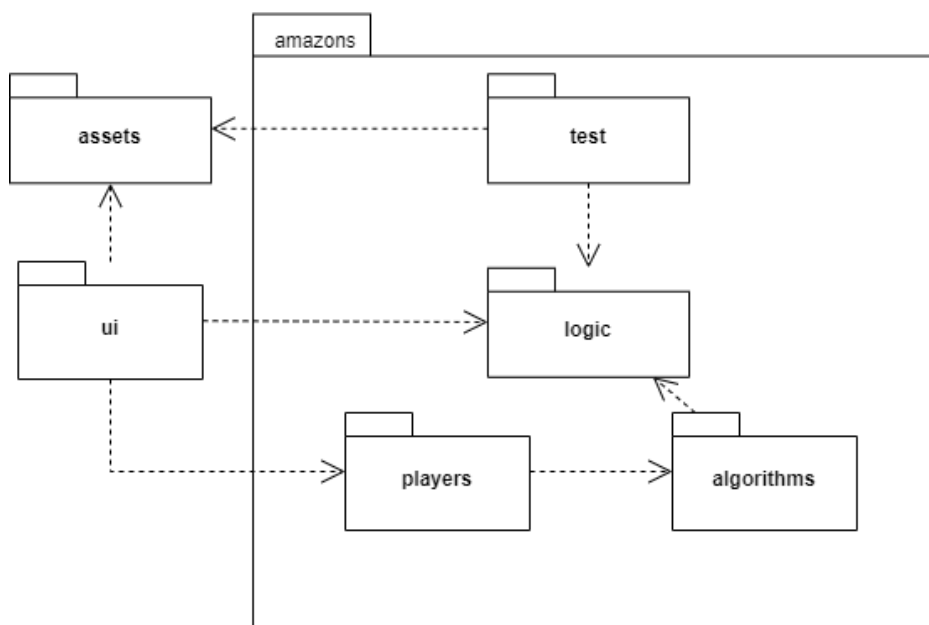 amazons
assets
test
ui
logic
players
algorithms